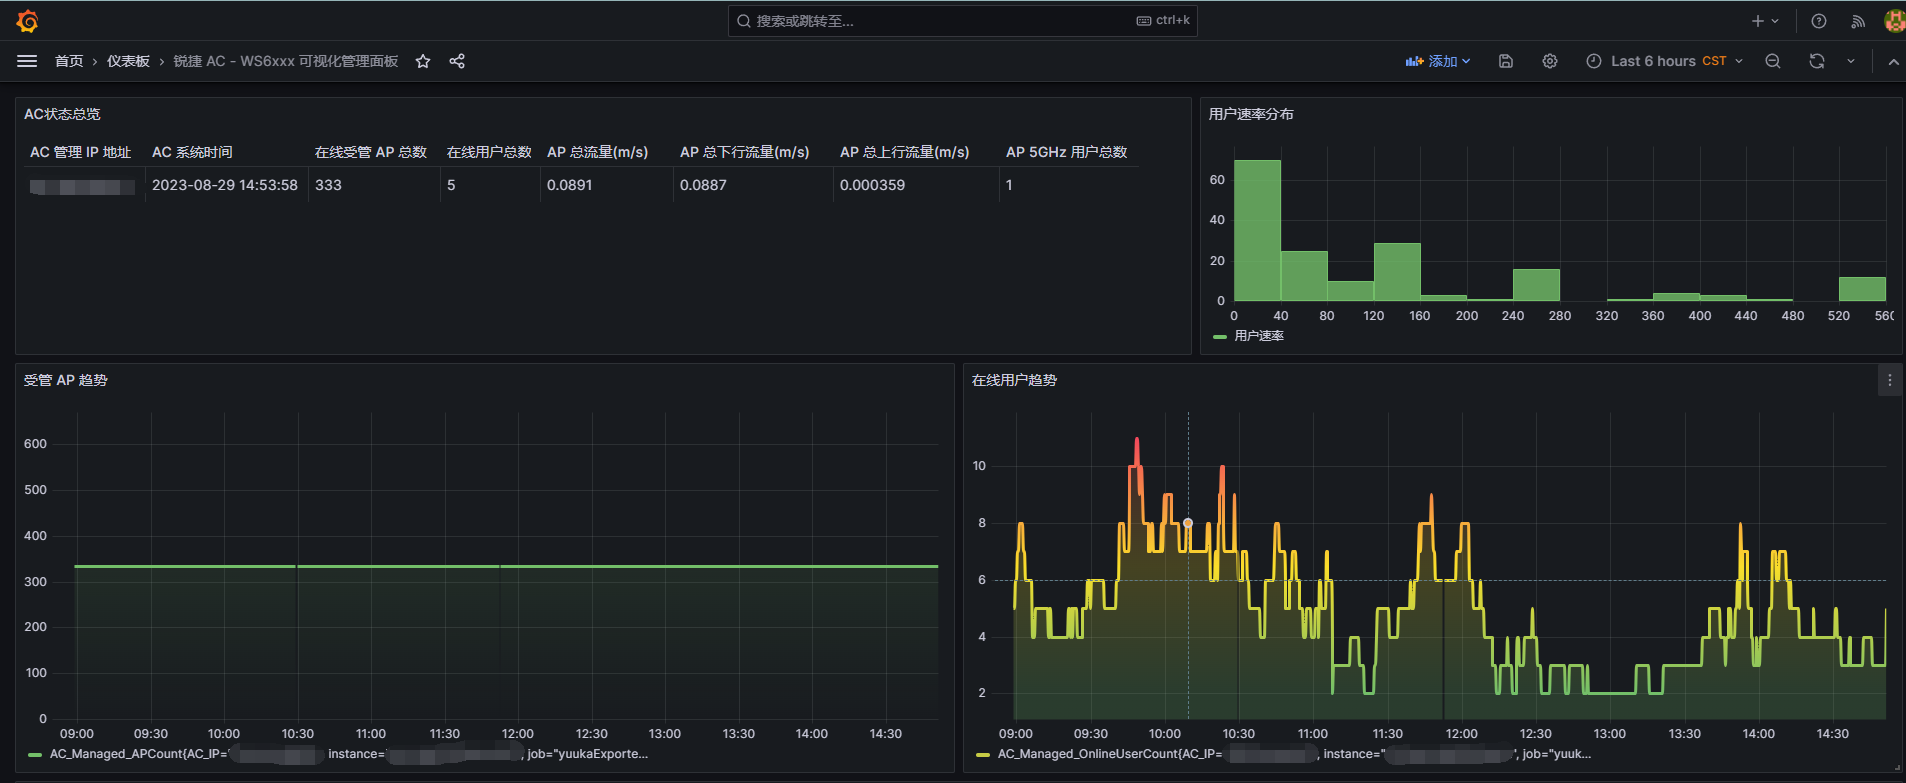 搜索或跳转至... ctrl+k
首页 › 仪表板 › 锐捷 AC - WS6xxx 可视化管理面板 添加 Last 6 hours CST
AC状态总览
AC 管理 IP 地址 AC 系统时间 在线受管 AP 总数 在线用户总数 AP 总流量(m/s) AP 总下行流量(m/s) AP 总上行流量(m/s) AP 5GHz 用户总数
2023-08-29 14:53:58 333 5 0.0891 0.0887 0.000359 1
用户速率分布
60
40
20
0
0 40 80 120 160 200 240 280 320 360 400 440 480 520 560
用户速率
受管 AP 趋势
600
500
400
300
200
100
0
09:00 09:30 10:00 10:30 11:00 11:30 12:00 12:30 13:00 13:30 14:00 14:30
AC_Managed_APCount{AC_IP=" instance= , job="yuukaExporte...
在线用户趋势
10
8
6
4
2
09:00 09:30 10:00 10:30 11:00 11:30 12:00 12:30 13:00 13:30 14:00 14:30
AC_Managed_OnlineUserCount{AC_IP= , instance=" ", job="yuuk...